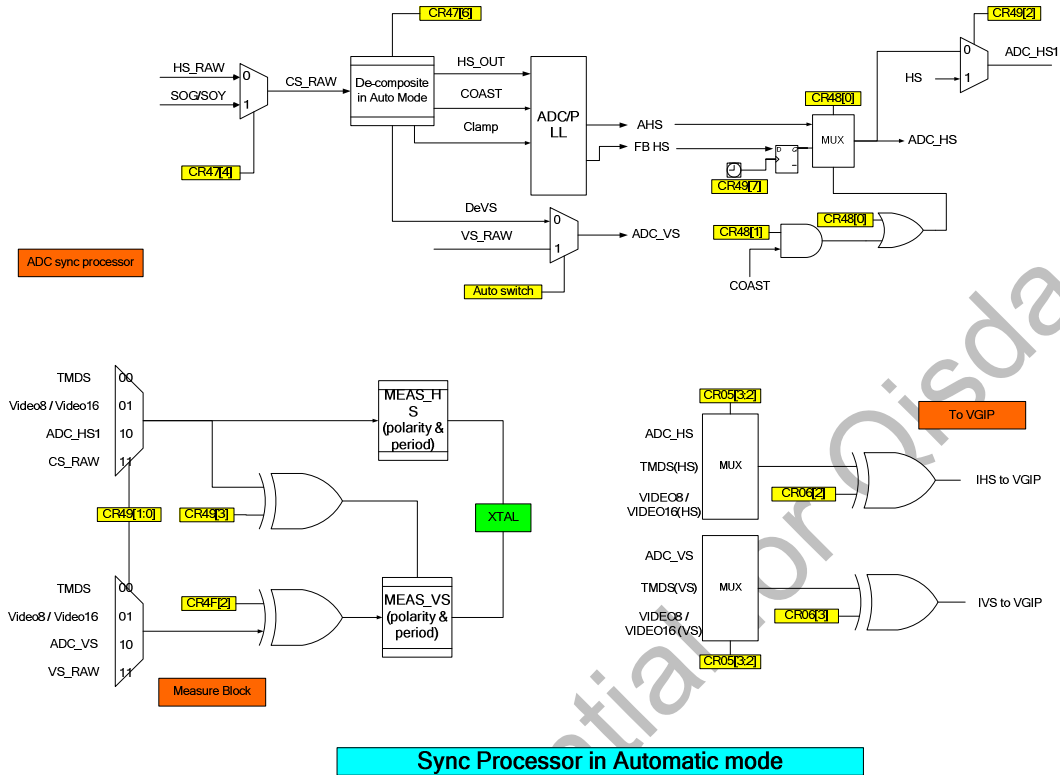 CR47[6]
CR49[2]
HS_RAW
0
SOG/SOY
1
CS_RAW
CR47[4]
De-composite
in Auto Mode
HS_OUT
COAST
Clamp
ADC/P
LL
AHS
FB HS
CR48[0]
MUX
ADC_HS
0
HS
1
ADC_HS1
D
CR49[7]
DeVS
0
VS_RAW
1
ADC_VS
Auto switch
CR48[0]
CR48[1]
COAST
ADC sync processor
TMDS
00
Video8 / Video16
01
ADC_HS1
10
CS_RAW
11
CR49[1:0]
CR49[3]
MEAS_H
S
(polarity &
period)
XTAL
TMDS
00
Video8 / Video16
01
ADC_VS
10
VS_RAW
11
CR4F[2]
MEAS_VS
(polarity &
period)
Measure Block
CR05[3:2]
To VGIP
ADC_HS
TMDS(HS)
MUX
VIDEO8 /
VIDEO16(HS)
CR06[2]
IHS to VGIP
ADC_VS
TMDS(VS)
MUX
VIDEO8 /
VIDEO16 (VS)
CR06[3]
IVS to VGIP
CR05[3:2]
Sync Processor in Automatic mode
for Qisda